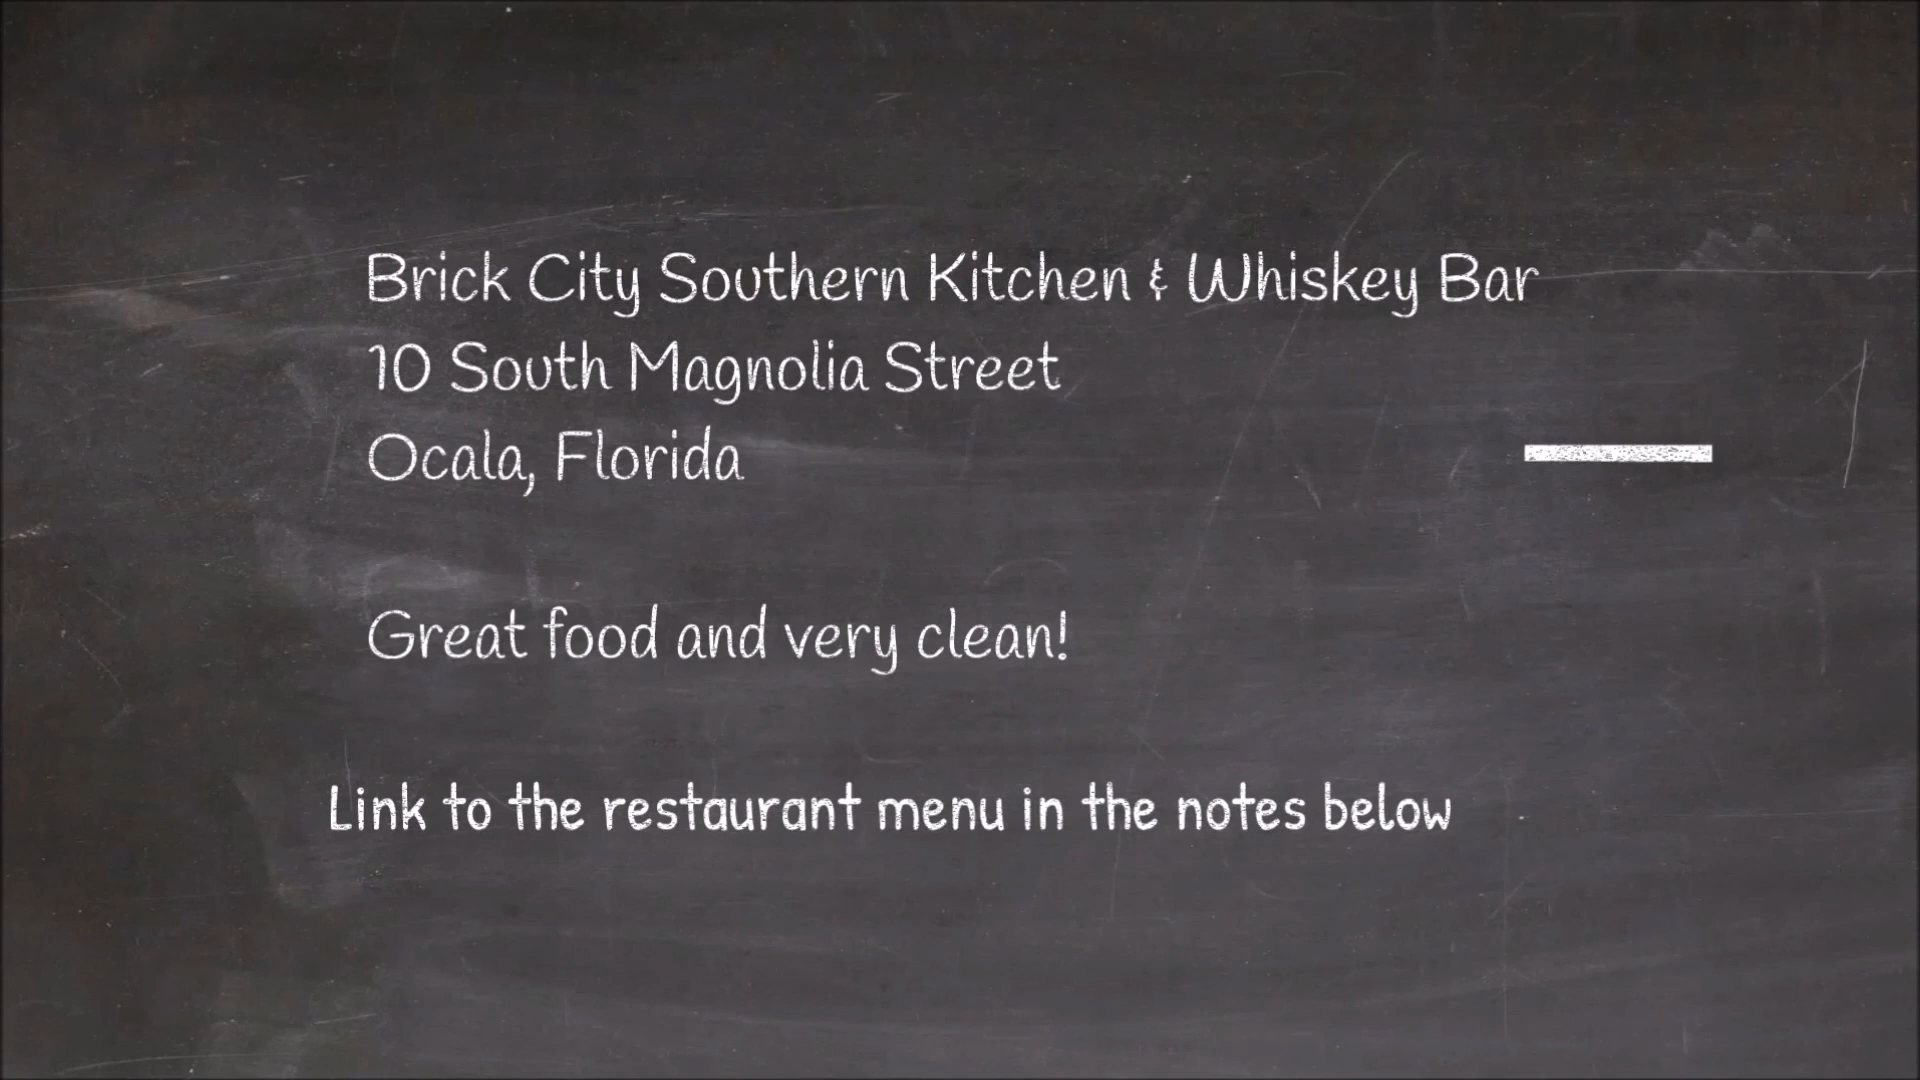 Brick City Southern Kitchen & Whiskey Bar
10 South Magnolia Street
Ocala, Florida
Great food and very clean!
Link to the restaurant menu in the notes below